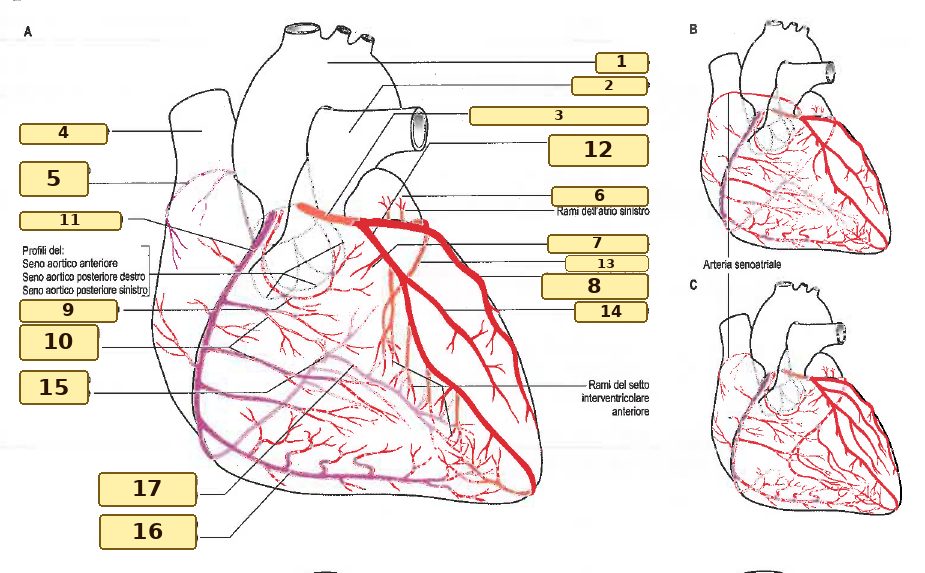 A
B
1
2
3
4
12
5
6
Rami dell'atrio sinistro
11
7
Profili del:
Seno aortico anteriore
Seno aortico posteriore destro
Seno aortico posteriore sinistro
13
8
9
14
10
15
Rami del setto
interventricolare
anteriore
17
16
Arteria senoatriale
C